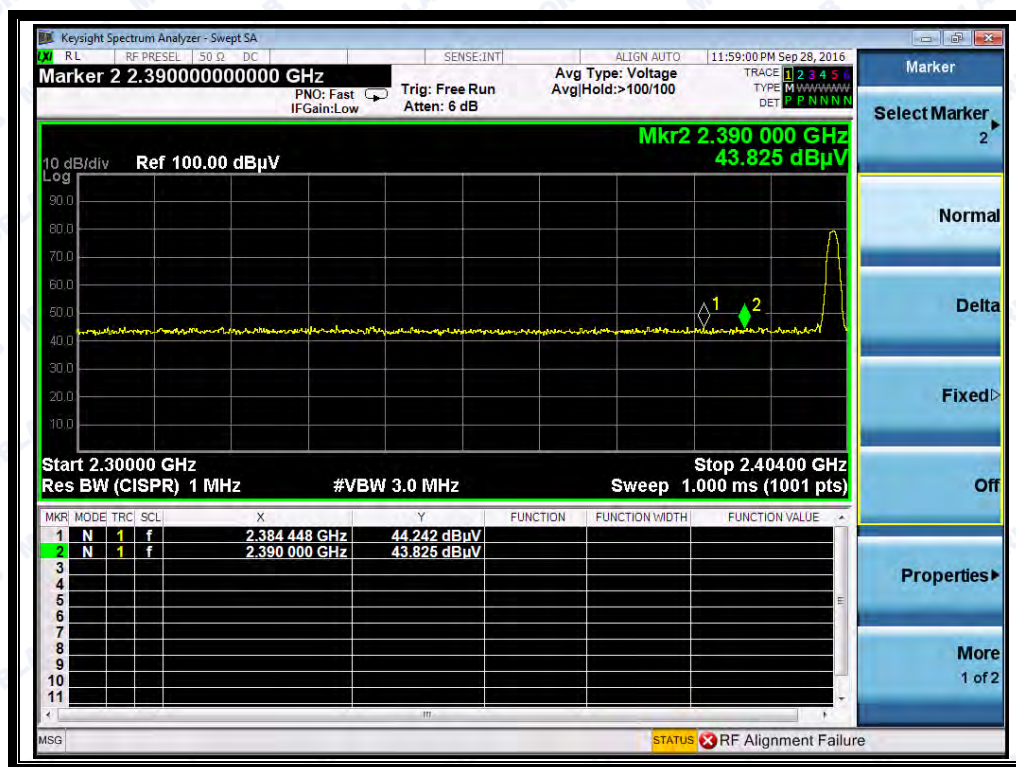 Keysight Spectrum Analyzer - Swept SA
LXI RL RF PRESEL 50 Ω DC SENSE:INT ALIGN AUTO 11:59:00 PM Sep 28, 2016
Marker 2 2.390000000000 GHz
PNO: Fast
IFGain:Low
Trig: Free Run
Atten: 6 dB
Avg Type: Voltage
Avg|Hold:>100/100
TRACE 1 2 3 4 5 6
TYPE M W W W W W
DET P P N N N N
Mkr2 2.390 000 GHz
43.825 dBµV
10 dB/div Ref 100.00 dBµV
Log
90.0
80.0
70.0
60.0
50.0
40.0
30.0
20.0
10.0
1 2
Start 2.30000 GHz Stop 2.40400 GHz
Res BW (CISPR) 1 MHz #VBW 3.0 MHz Sweep 1.000 ms (1001 pts)
MKR MODE TRC SCL X Y FUNCTION FUNCTION WIDTH FUNCTION VALUE
1 N 1 f 2.384 448 GHz 44.242 dBµV
2 N 1 f 2.390 000 GHz 43.825 dBµV
3
4
5
6
7
8
9
10
11
MSG STATUS RF Alignment Failure
Marker
Select Marker
2
Normal
Delta
Fixed
Off
Properties
More
1 of 2